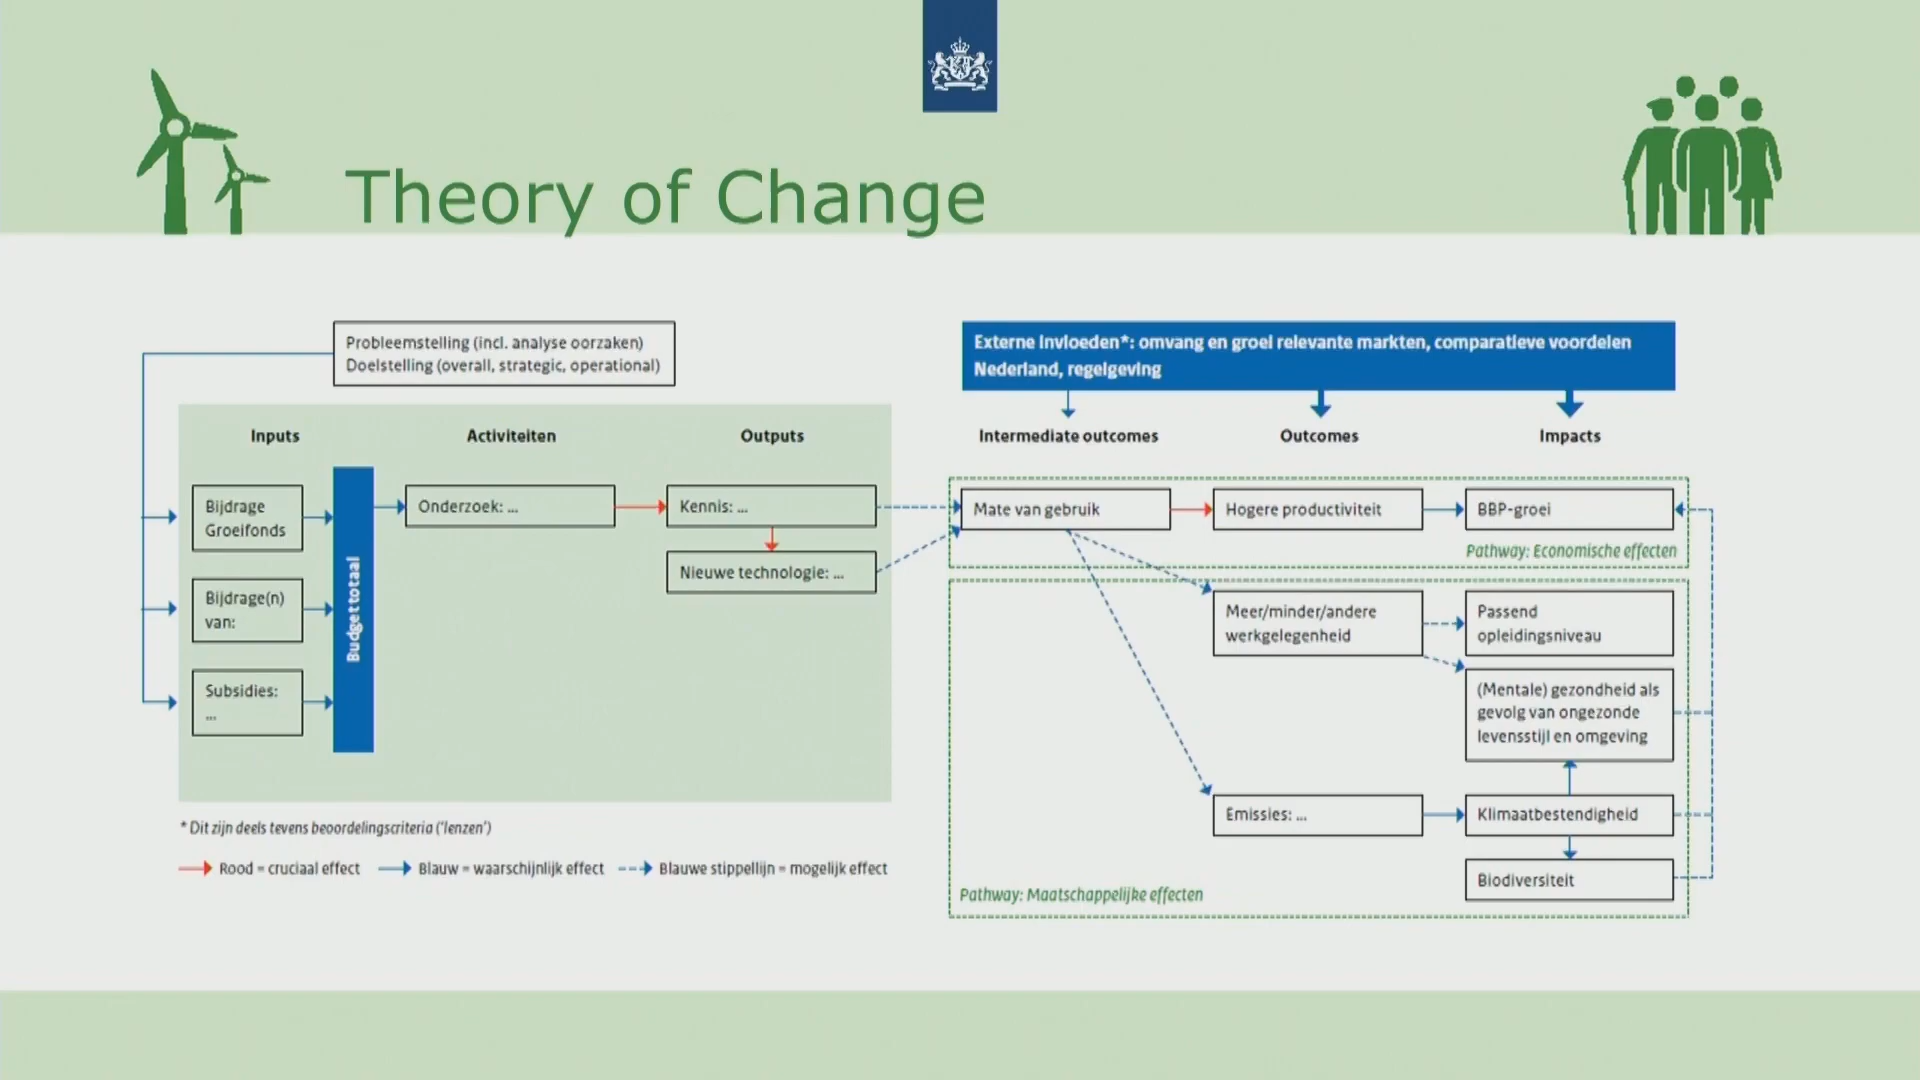 Theory of Change
Probleemstelling (incl. analyse oorzaken)
Doelstelling (overall, strategic, operational)
Externe Invloeden*: omvang en groei relevante markten, comparatieve voordelen
Nederland, regelgeving
Inputs
Activiteiten
Outputs
Intermediate outcomes
Outcomes
Impacts
Bijdrage
Groeifonds
Bijdrage(n)
van:
Subsidies:
...
Budget totaal
Onderzoek: ...
Kennis: ...
Nieuwe technologie: ...
Mate van gebruik
Hogere productiviteit
BBP-groei
Pathway: Economische effecten
Meer/minder/andere
werkgelegenheid
Passend
opleidingsniveau
(Mentale) gezondheid als
gevolg van ongezonde
levensstijl en omgeving
Emissies: ...
Klimaatbestendigheid
Biodiversiteit
Pathway: Maatschappelijke effecten
* Dit zijn deels tevens beoordelingscriteria ('lenzen')
Rood = cruciaal effect
Blauw = waarschijnlijk effect
Blauwe stippellijn = mogelijk effect